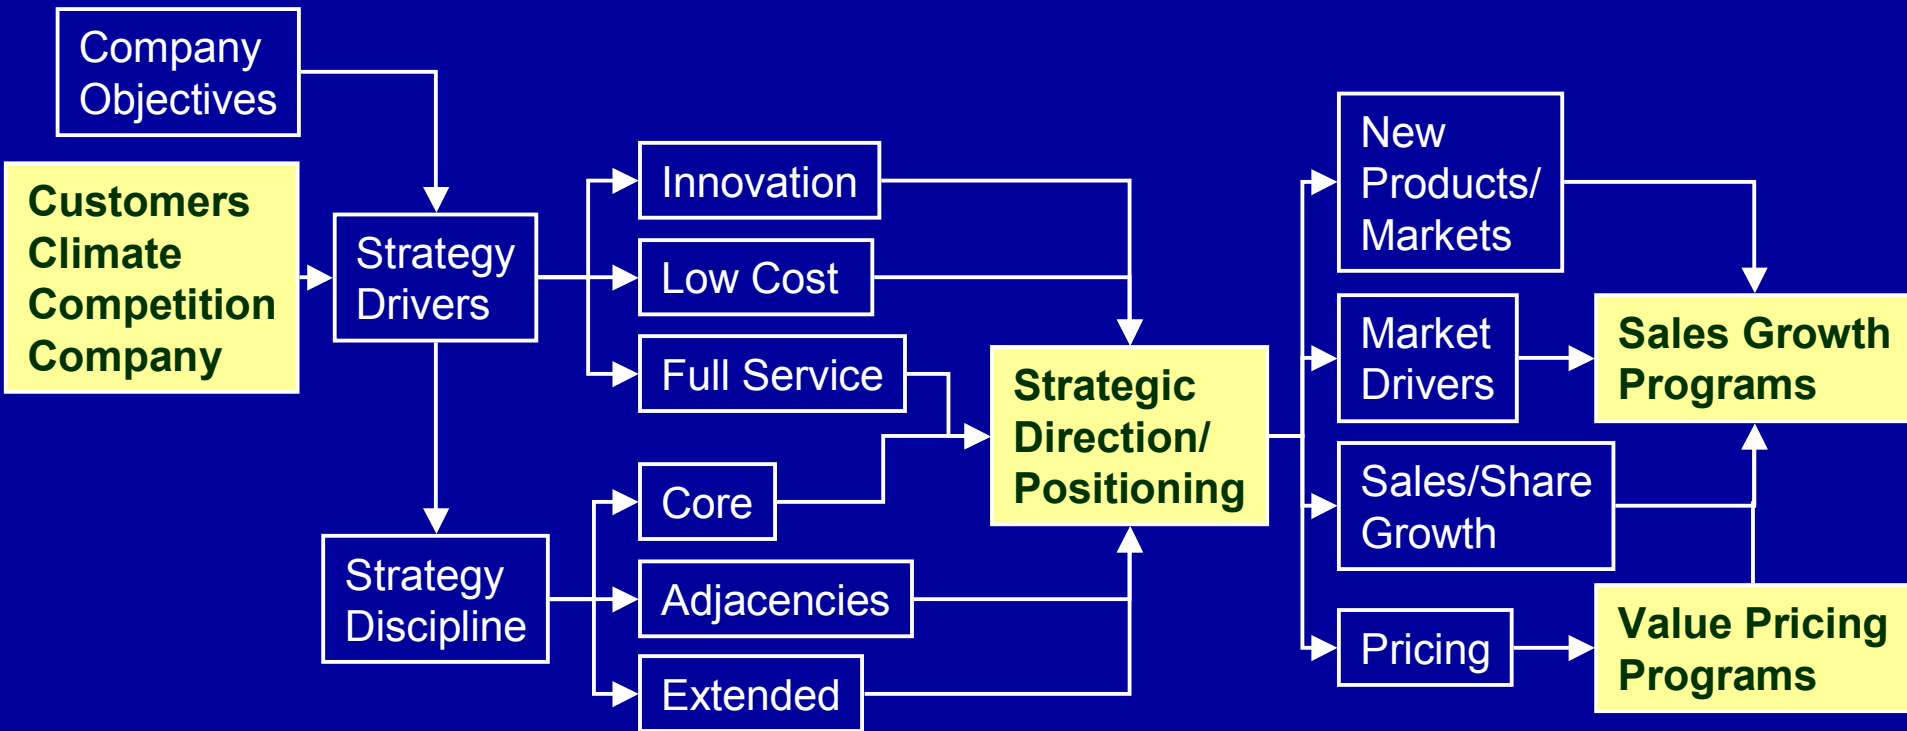 Company
Objectives
Customers
Climate
Competition
Company
Strategy
Drivers
Strategy
Discipline
Innovation
Low Cost
Full Service
Core
Adjacencies
Extended
Strategic
Direction/
Positioning
New
Products/
Markets
Market
Drivers
Sales/Share
Growth
Pricing
Sales Growth
Programs
Value Pricing
Programs